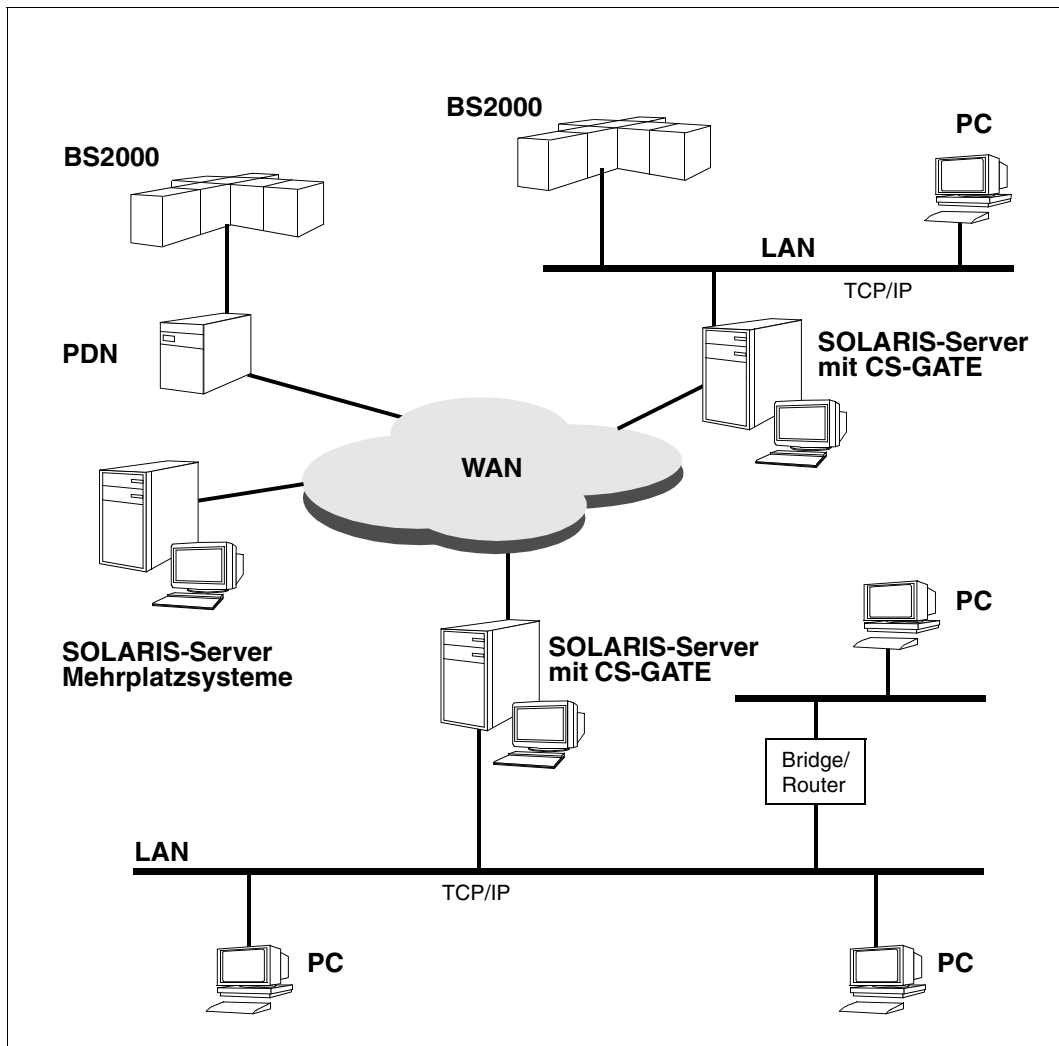 BS2000
PC
BS2000
LAN
TCP/IP
PDN
SOLARIS-Server
mit CS-GATE
WAN
PC
SOLARIS-Server
Mehrplatzsysteme
SOLARIS-Server
mit CS-GATE
Bridge/
Router
LAN
TCP/IP
PC
PC